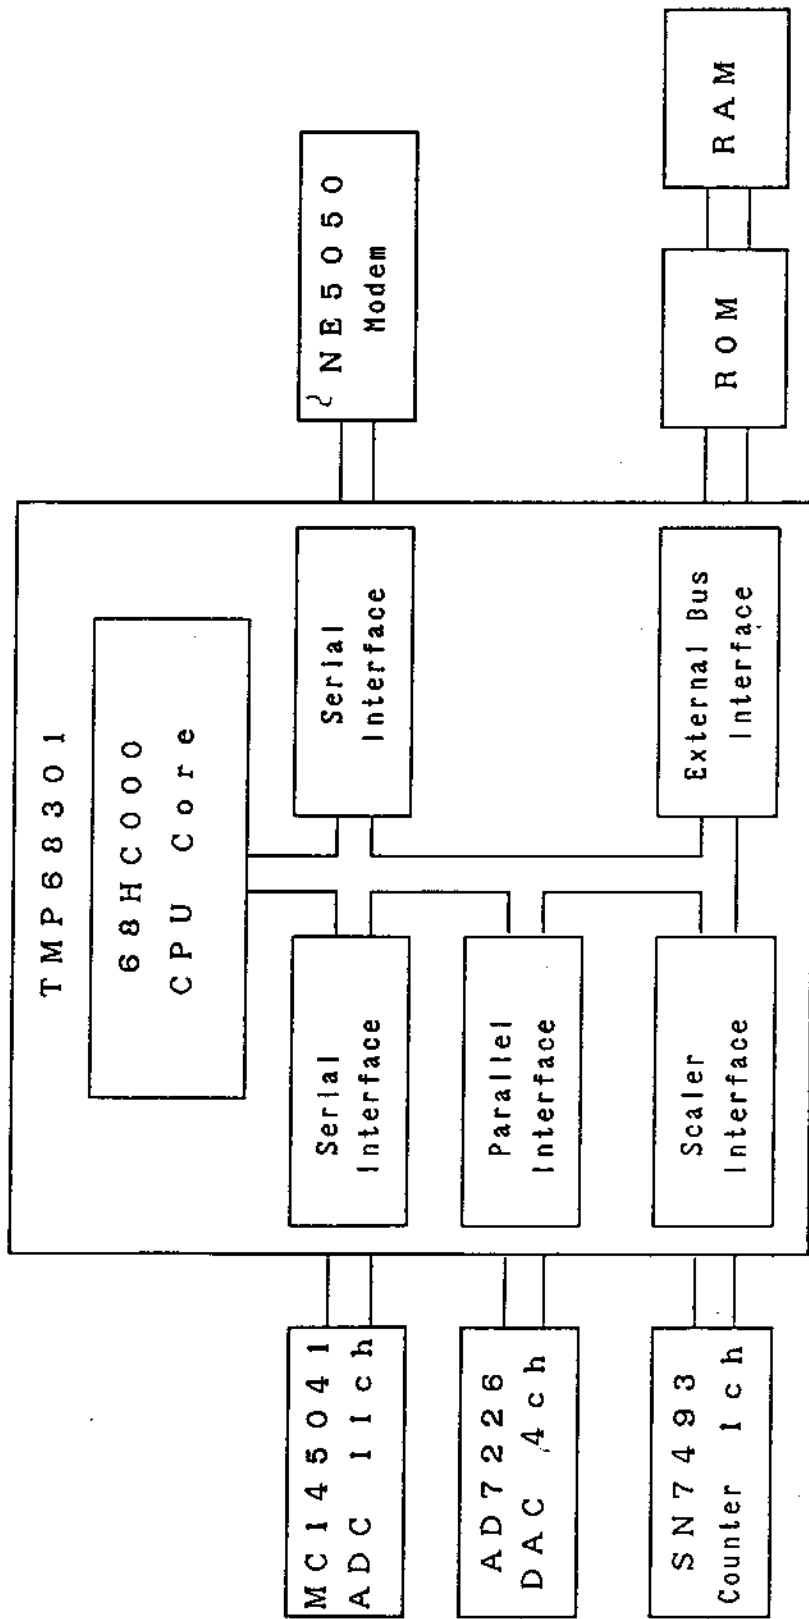 TMP68301
68HC000
CPU Core
MC145041
ADC 11ch
Serial
Interface
Serial
Interface
NE5050
Modem
AD7226
DAC 4ch
Parallel
Interface
SN7493
Counter 1ch
Scaler
Interface
External Bus
Interface
ROM
RAM